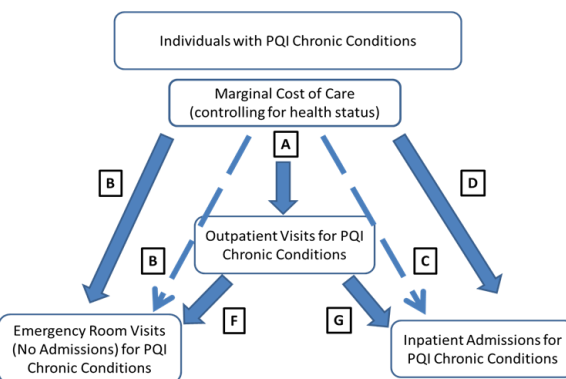 Individuals with PQI Chronic Conditions
Marginal Cost of Care
(controlling for health status)
A
B
D
Outpatient Visits for PQI
Chronic Conditions
B
C
F
G
Emergency Room Visits
(No Admissions) for PQI
Chronic Conditions
Inpatient Admissions for
PQI Chronic Conditions